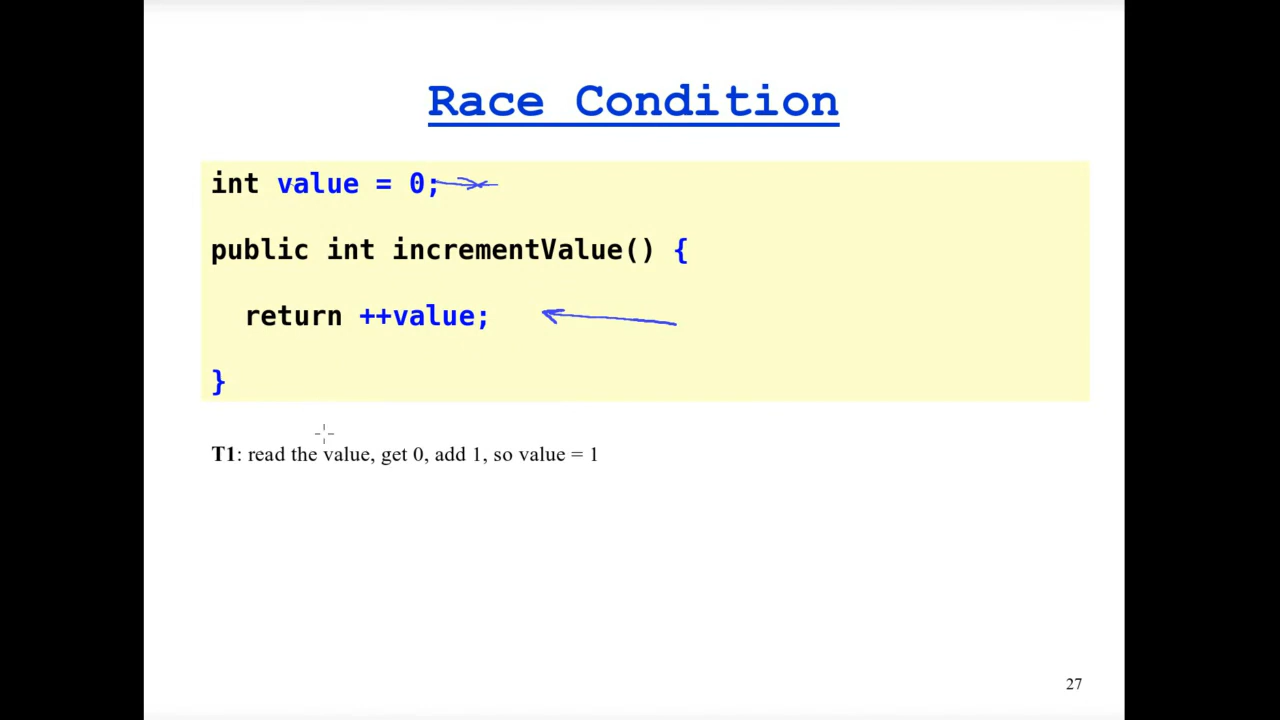 Race Condition
int value = 0;
public int incrementValue() {
return ++value;
}
T1: read the value, get 0, add 1, so value = 1
27